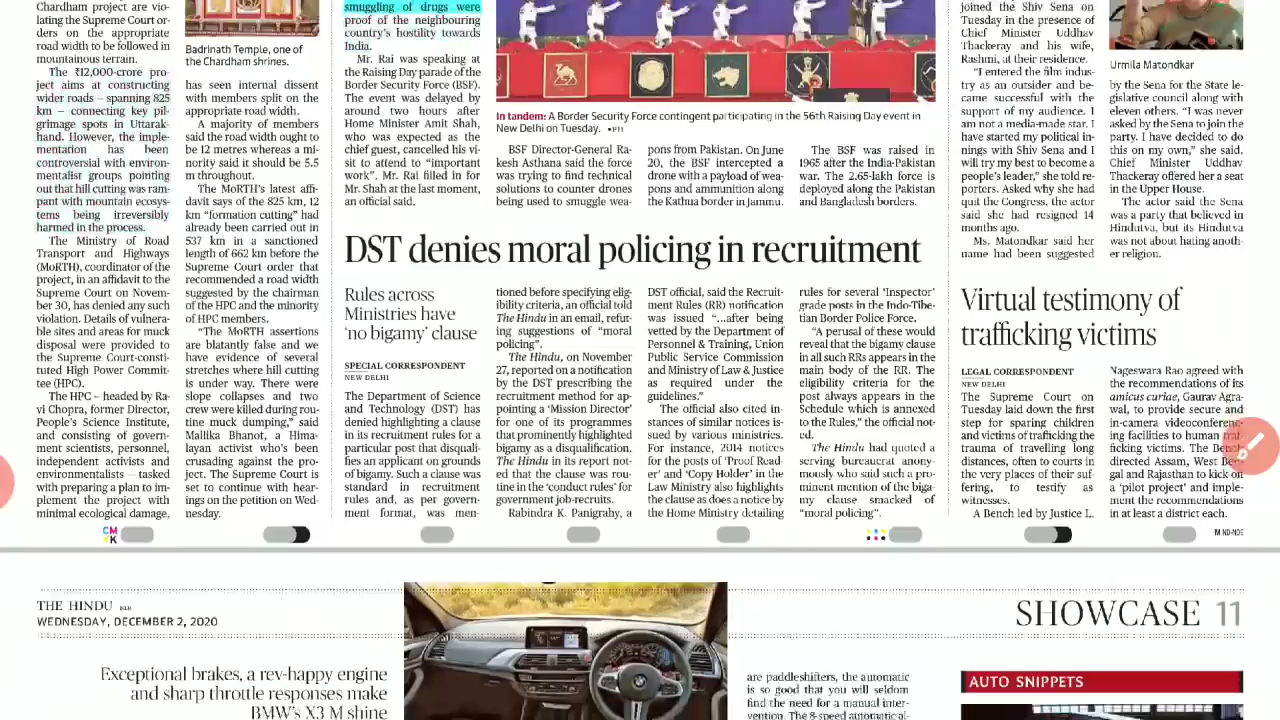 Chardham project are vio-
lating the Supreme Court or-
ders on the appropriate
road width to be followed in
mountainous terrain.
The ₹12,000-crore pro-
ject aims at constructing
wider roads – spanning 825
km – connecting key pil-
grimage spots in Uttarak-
hand. However, the imple-
mentation has been
controversial with environ-
mentalist groups pointing
out that hill cutting was ram-
pant with mountain ecosys-
tems being irreversibly
harmed in the process.
The Ministry of Road
Transport and Highways
(MoRTH), coordinator of the
project, in an affidavit to the
Supreme Court on Novem-
ber 30, has denied any such
violation. Details of vulnera-
ble sites and areas for muck
disposal were provided to
the Supreme Court-consti-
tuted High Power Commit-
tee (HPC).
The HPC – headed by Ra-
vi Chopra, former Director,
People's Science Institute,
and consisting of govern-
ment scientists, personnel,
independent activists and
environmentalists – tasked
with preparing a plan to im-
plement the project with
minimal ecological damage,
Badrinath Temple, one of
the Chardham shrines.
has seen internal dissent
with members split on the
appropriate road width.
A majority of members
said the road width ought to
be 12 metres whereas a mi-
nority said it should be 5.5
m throughout.
The MoRTH's latest affi-
davit says of the 825 km, 12
km "formation cutting" had
already been carried out in
537 km in a sanctioned
length of 662 km before the
Supreme Court order that
recommended a road width
suggested by the chairman
of the HPC and the minority
of HPC members.
"The MoRTH assertions
are blatantly false and we
have evidence of several
stretches where hill cutting
is under way. There were
slope collapses and two
crew were killed during rou-
tine muck dumping," said
Mallika Bhanot, a Hima-
layan activist who's been
crusading against the pro-
ject. The Supreme Court is
set to continue with hear-
ings on the petition on Wed-
nesday.
smuggling of drugs were
proof of the neighbouring
country's hostility towards
India.
Mr. Rai was speaking at
the Raising Day parade of the
Border Security Force (BSF).
The event was delayed by
around two hours after
Home Minister Amit Shah,
who was expected as the
chief guest, cancelled his vi-
sit to attend to "important
work". Mr. Rai filled in for
Mr. Shah at the last moment,
an official said.
In tandem: A Border Security Force contingent participating in the 56th Raising Day event in
New Delhi on Tuesday. • PTI
BSF Director-General Ra-
kesh Asthana said the force
was trying to find technical
solutions to counter drones
being used to smuggle wea-
pons from Pakistan. On June
20, the BSF intercepted a
drone with a payload of wea-
pons and ammunition along
the Kathua border in Jammu.
The BSF was raised in
1965 after the India-Pakistan
war. The 2.65-lakh force is
deployed along the Pakistan
and Bangladesh borders.
DST denies moral policing in recruitment
Rules across
Ministries have
'no bigamy' clause
SPECIAL CORRESPONDENT
NEW DELHI
The Department of Science
and Technology (DST) has
denied highlighting a clause
in its recruitment rules for a
particular post that disquali-
fies an applicant on grounds
of bigamy. Such a clause was
standard in recruitment
rules and, as per govern-
ment format, was men-
tioned before specifying elig-
ibility criteria, an official told
The Hindu in an email, refut-
ing suggestions of "moral
policing".
The Hindu, on November
27, reported on a notification
by the DST prescribing the
recruitment method for ap-
pointing a 'Mission Director'
for one of its programmes
that prominently highlighted
bigamy as a disqualification.
The Hindu in its report not-
ed that the clause was rou-
tine in the 'conduct rules' for
government job-recruits.
Rabindra K. Panigrahy, a
DST official, said the Recruit-
ment Rules (RR) notification
was issued "...after being
vetted by the Department of
Personnel & Training, Union
Public Service Commission
and Ministry of Law & Justice
as required under the
guidelines."
The official also cited in-
stances of similar notices is-
sued by various ministries.
For instance, 2014 notices
for the posts of 'Proof Read-
er' and 'Copy Holder' in the
Law Ministry also highlights
the clause as does a notice by
the Home Ministry detailing
rules for several 'Inspector'
grade posts in the Indo-Tibe-
tian Border Police Force.
"A perusal of these would
reveal that the bigamy clause
in all such RRs appears in the
main body of the RR. The
eligibility criteria for the
post always appears in the
Schedule which is annexed
to the Rules," the official not-
ed.
The Hindu had quoted a
serving bureaucrat anony-
mously who said such a pro-
minent mention of the biga-
my clause smacked of
"moral policing".
joined the Shiv Sena on
Tuesday in the presence of
Chief Minister Uddhav
Thackeray and his wife,
Rashmi, at their residence.
"I entered the film indus-
try as an outsider and be-
came successful with the
support of my audience. I
am not a media-made star. I
have started my political in-
nings with Shiv Sena and I
will try my best to become a
people's leader," she told re-
porters. Asked why she had
quit the Congress, the actor
said she had resigned 14
months ago.
Ms. Matondkar said her
name had been suggested
Urmila Matondkar
by the Sena for the State le-
gislative council along with
eleven others. "I was never
asked by the Sena to join the
party. I have decided to do
this on my own," she said.
Chief Minister Uddhav
Thackeray offered her a seat
in the Upper House.
The actor said the Sena
was a party that believed in
Hindutva, but its Hindutva
was not about hating anoth-
er religion.
Virtual testimony of
trafficking victims
LEGAL CORRESPONDENT
NEW DELHI
The Supreme Court on
Tuesday laid down the first
step for sparing children
and victims of trafficking the
trauma of travelling long
distances, often to courts in
the very places of their suf-
fering, to testify as
witnesses.
A Bench led by Justice L.
Nageswara Rao agreed with
the recommendations of its
amicus curiae, Gaurav Agra-
wal, to provide secure and
in-camera videoconferenc-
ing facilities to human traf-
ficking victims. The Bench
directed Assam, West Ben-
gal and Rajasthan to kick on
a 'pilot project' and imple-
ment the recommendations
in at least a district each.
CM
YK
M ND-NDE
THE HINDU DELHI
WEDNESDAY, DECEMBER 2, 2020
SHOWCASE 11
Exceptional brakes, a rev-happy engine
and sharp throttle responses make
BMW's X3 M shine
are paddleshifters, the automatic
is so good that you will seldom
find the need for a manual inter-
vention. The 8-speed automatic al-
AUTO SNIPPETS